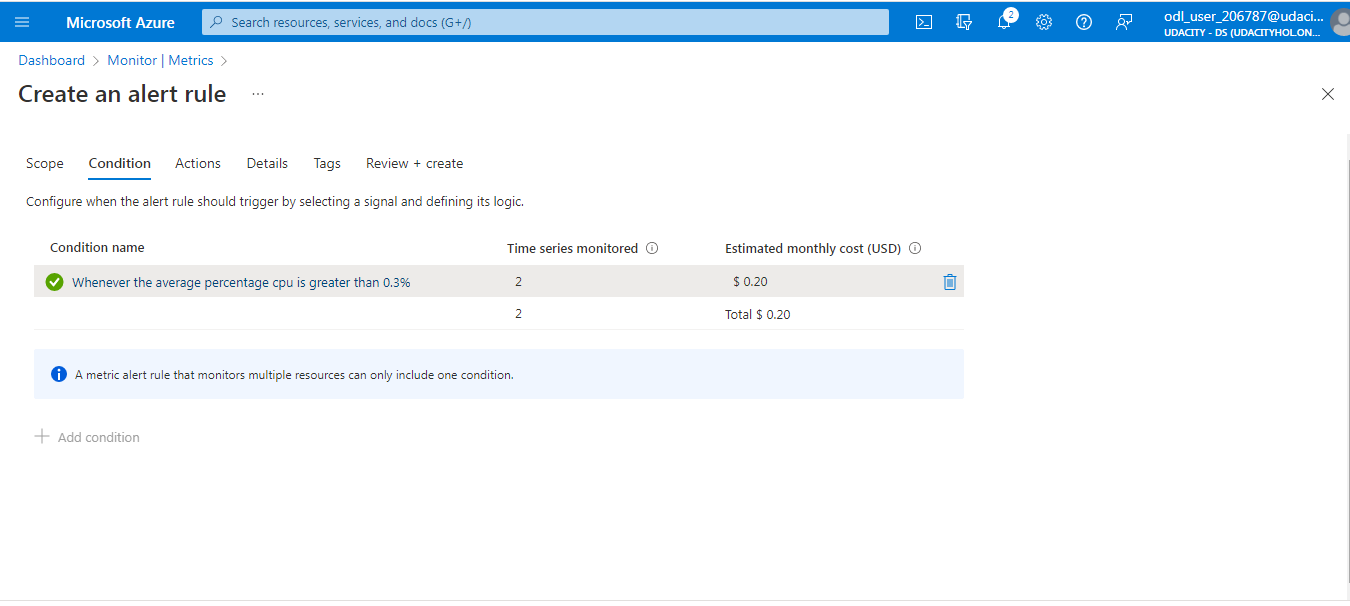 Microsoft Azure
Search resources, services, and docs (G+/)
2
odl_user_206787@udaci...
UDACITY - DS (UDACITYHOL.ON...
Dashboard > Monitor | Metrics >
Create an alert rule ...
Scope Condition Actions Details Tags Review + create
Configure when the alert rule should trigger by selecting a signal and defining its logic.
Condition name Time series monitored Estimated monthly cost (USD)
Whenever the average percentage cpu is greater than 0.3% 2 $ 0.20
2 Total $ 0.20
A metric alert rule that monitors multiple resources can only include one condition.
Add condition